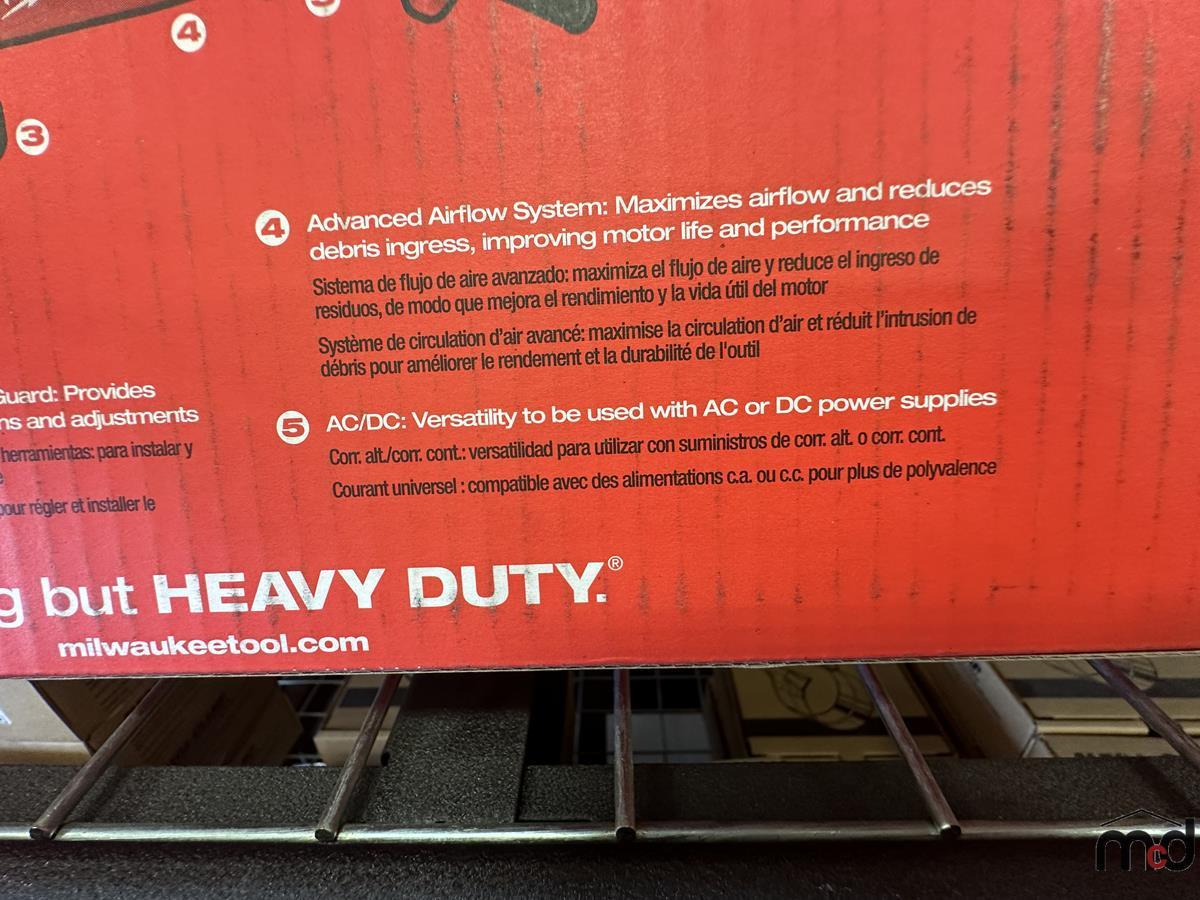 4
5
3
4 Advanced Airflow System: Maximizes airflow and reduces
debris ingress, improving motor life and performance
Sistema de flujo de aire avanzado: maximiza el flujo de aire y reduce el ingreso de
residuos, de modo que mejora el rendimiento y la vida útil del motor
Système de circulation d'air avancé: maximise la circulation d'air et réduit l'intrusion de
débris pour améliorer le rendement et la durabilité de l'outil
Guard: Provides
ns and adjustments
herramientas: para instalar y
e
pour régler et installer le
5 AC/DC: Versatility to be used with AC or DC power supplies
Corr. alt./corr. cont.: versatilidad para utilizar con suministros de corr. alt. o corr. cont.
Courant universel : compatible avec des alimentations c.a. ou c.c. pour plus de polyvalence
g but HEAVY DUTY.®
milwaukeetool.com
mcd